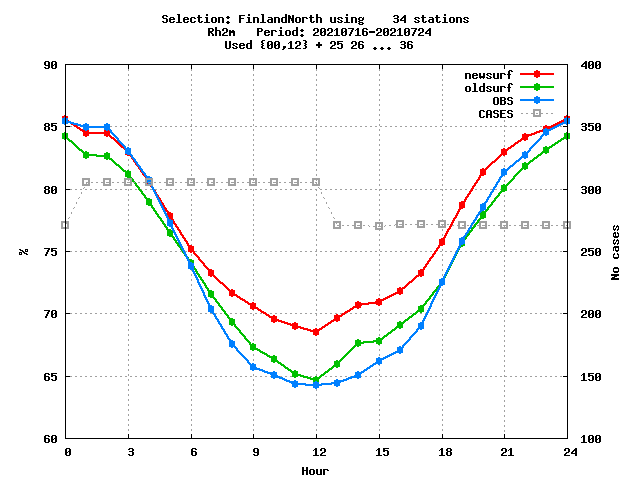 Selection: FinlandNorth using    34 stations
Rh2m   Period: 20210716-20210724
Used {00,12} + 25 26 ... 36
90 400
newsurf
oldsurf
OBS
CASES
85 350
80 300
75 250
% No cases
70 200
65 150
60 100
0 3 6 9 12 15 18 21 24
Hour